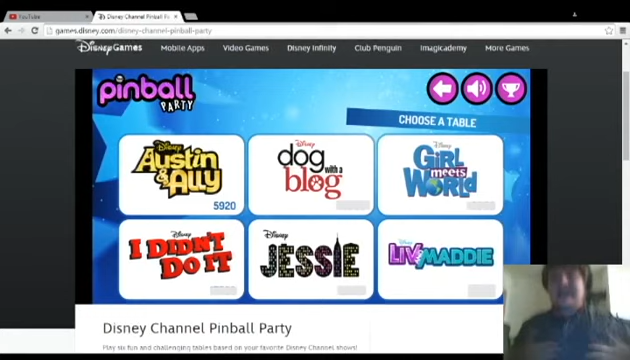 YouTube
Disney Channel Pinball P
games.disney.com/disney-channel-pinball-party
Disney Games Mobile Apps Video Games Disney Infinity Club Penguin Imagicademy More Games
pinball
PARTY
CHOOSE A TABLE
Disney
Austin & Ally
5920
Disney
dog with a blog
Disney
GiRL meets WoRLD
Disney
I DIDN'T DO IT
Disney
JESSIE
Disney
LIV and MADDIE
Disney Channel Pinball Party
Play six fun and challenging tables based on your favorite Disney Channel shows!